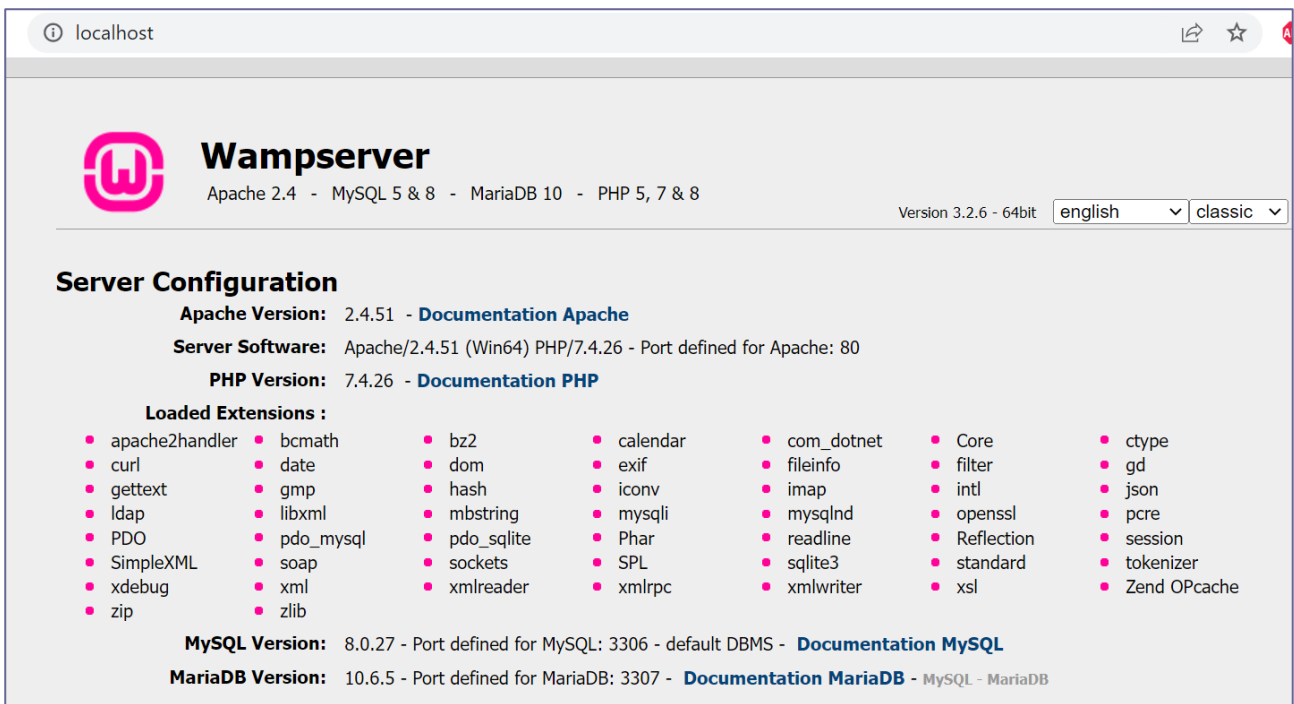 localhost
Wampserver
Apache 2.4 - MySQL 5 & 8 - MariaDB 10 - PHP 5, 7 & 8
Version 3.2.6 - 64bit english classic
Server Configuration
Apache Version: 2.4.51 - Documentation Apache
Server Software: Apache/2.4.51 (Win64) PHP/7.4.26 - Port defined for Apache: 80
PHP Version: 7.4.26 - Documentation PHP
Loaded Extensions :
apache2handler bcmath bz2 calendar com_dotnet Core ctype
curl date dom exif fileinfo filter gd
gettext gmp hash iconv imap intl json
ldap libxml mbstring mysqli mysqlnd openssl pcre
PDO pdo_mysql pdo_sqlite Phar readline Reflection session
SimpleXML soap sockets SPL sqlite3 standard tokenizer
xdebug xml xmlreader xmlrpc xmlwriter xsl Zend OPcache
zip zlib
MySQL Version: 8.0.27 - Port defined for MySQL: 3306 - default DBMS - Documentation MySQL
MariaDB Version: 10.6.5 - Port defined for MariaDB: 3307 - Documentation MariaDB - MySQL - MariaDB